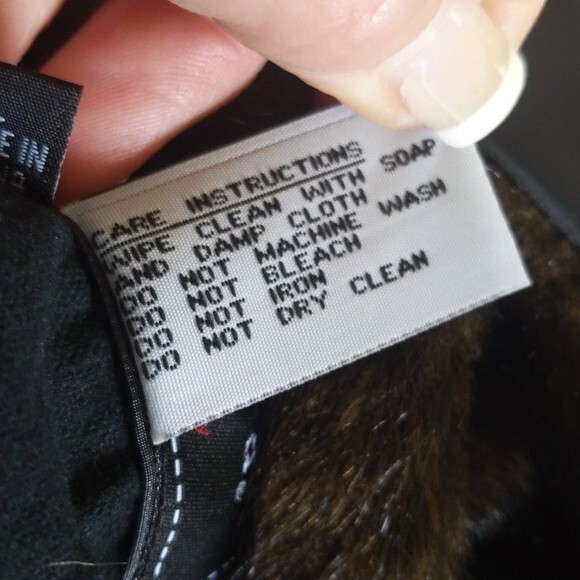 E IN
CARE INSTRUCTIONS
WIPE CLEAN WITH SOAP
AND DAMP CLOTH
DO NOT MACHINE WASH
DO NOT BLEACH
DO NOT IRON
DO NOT DRY CLEAN